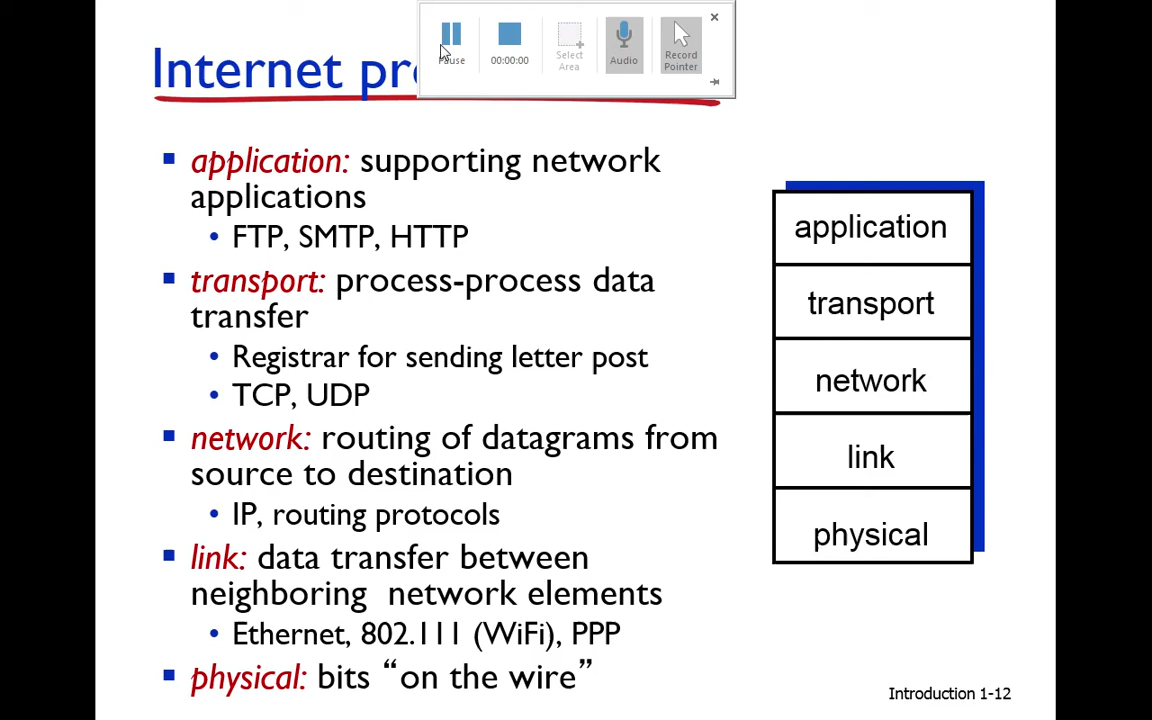 Internet pro
Pause
00:00:00
Select
Area
Audio
Record
Pointer
application: supporting network
applications
FTP, SMTP, HTTP
transport: process-process data
transfer
Registrar for sending letter post
TCP, UDP
network: routing of datagrams from
source to destination
IP, routing protocols
link: data transfer between
neighboring network elements
Ethernet, 802.111 (WiFi), PPP
physical: bits “on the wire”
application
transport
network
link
physical
Introduction 1-12